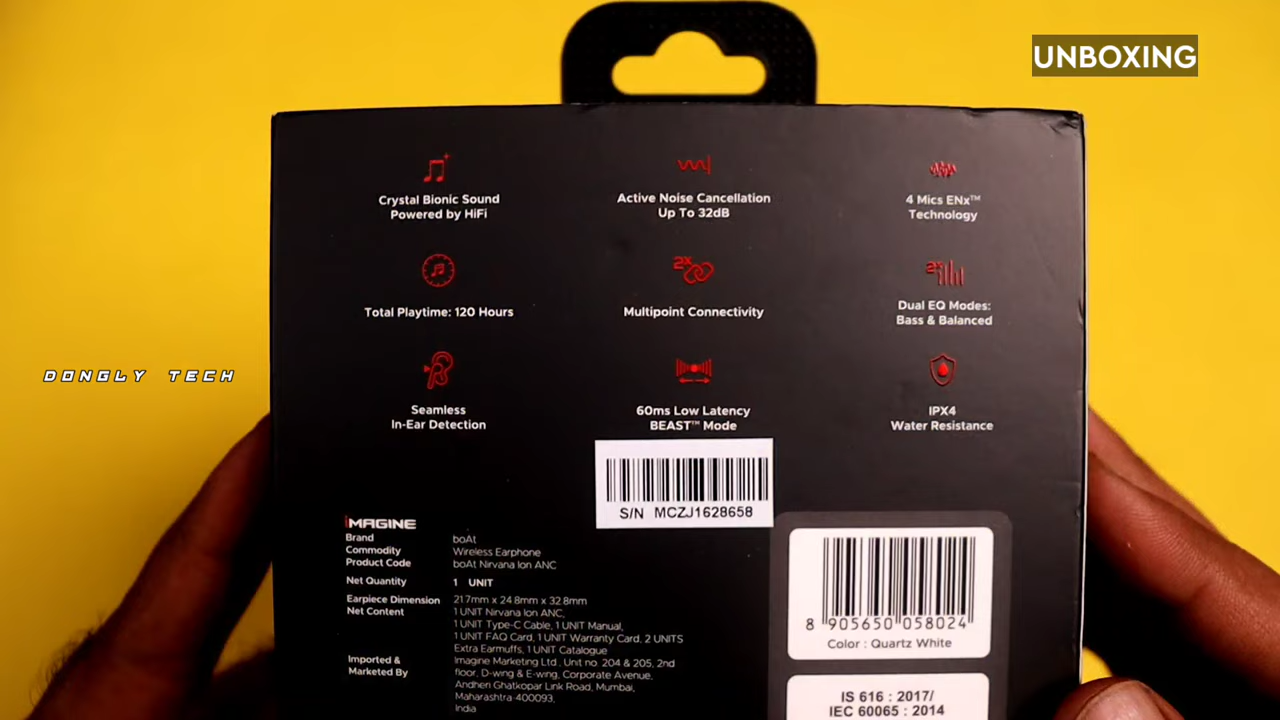 UNBOXING
Crystal Bionic Sound
Powered by HiFi
Active Noise Cancellation
Up To 32dB
4 Mics ENx™
Technology
Total Playtime: 120 Hours
2X
Multipoint Connectivity
2X
Dual EQ Modes:
Bass & Balanced
DONGLY TECH
Seamless
In-Ear Detection
60ms Low Latency
BEAST™ Mode
IPX4
Water Resistance
S/N MCZJ1628658
iMAGINE
Brand boAt
Commodity Wireless Earphone
Product Code boAt Nirvana Ion ANC
Net Quantity 1 UNIT
Earpiece Dimension 21.7mm x 24.8mm x 32.8mm
Net Content 1 UNIT Nirvana Ion ANC,
1 UNIT Type-C Cable, 1 UNIT Manual,
1 UNIT FAQ Card, 1 UNIT Warranty Card, 2 UNITS
Extra Earmuffs, 1 UNIT Catalogue
Imported & Imagine Marketing Ltd., Unit no. 204 & 205, 2nd
Marketed By floor, D-wing & E-wing, Corporate Avenue,
Andheri Ghatkopar Link Road, Mumbai,
Maharashtra-400093,
India
8 905650 058024
Color : Quartz White
IS 616 : 2017/
IEC 60065 : 2014